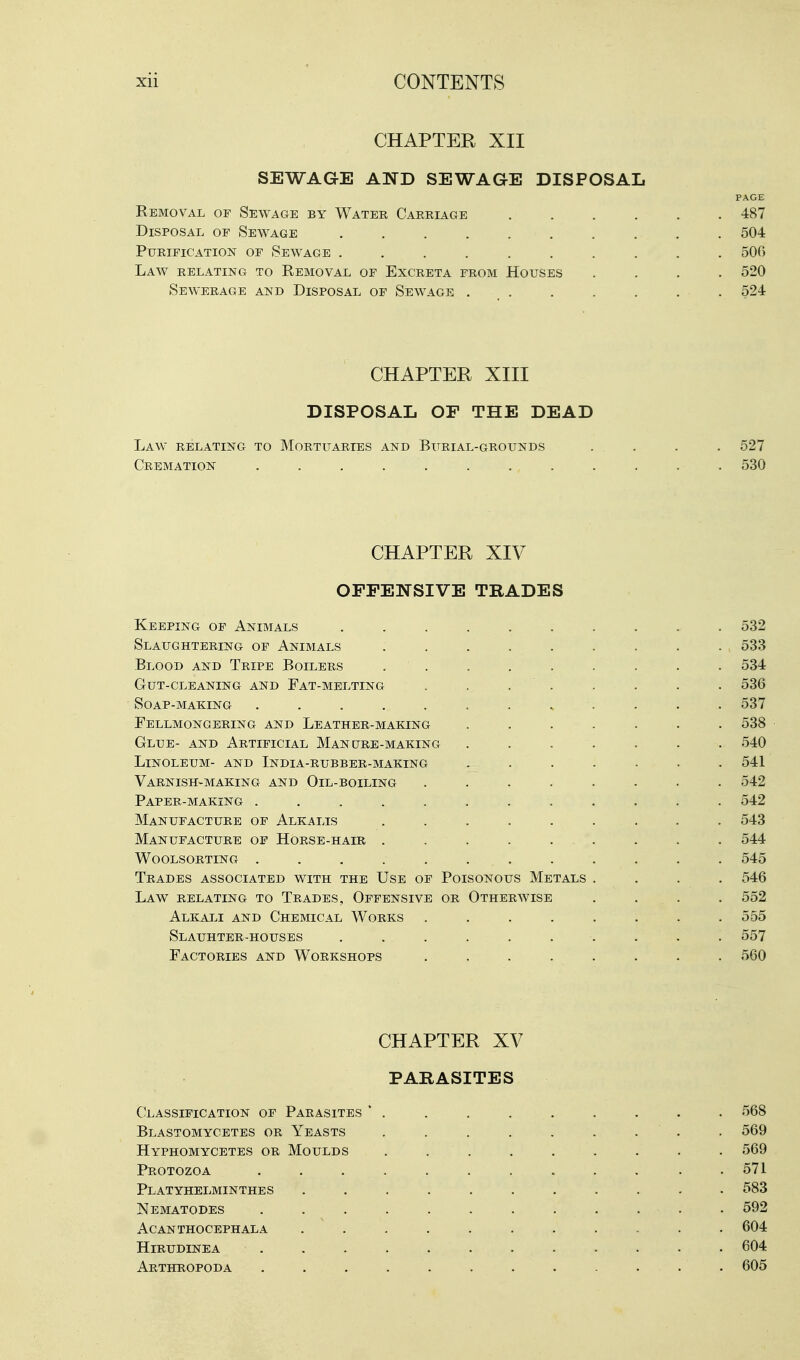 xii CONTENTS
CHAPTER XII
SEWAGE AND SEWAGE DISPOSAL
PAGE
Removal of Sewage by Water Carriage . . . . . . 487
Disposal of Sewage . . . . . . . . . . 504
Purification of Sewage . . . . . . . . . . 506
Law relating to Removal of Excreta from Houses . . . . 520
Sewerage and Disposal of Sewage . . . . . . . 524
CHAPTER XIII
DISPOSAL OF THE DEAD
Law relating to Mortuaries and Burial-grounds . . . . 527
Cremation . . . . . . . . . . . . 530
CHAPTER XIV
OFFENSIVE TRADES
Keeping of Animals . . . . . . . . . . 532
Slaughtering of Animals . . . . . . . . . 533
Blood and Tripe Boilers . . . . . . . . . 534
Gut-cleaning and Fat-melting . . . . . . . . 536
Soap-making . . . . . . . . . . . . 537
Fellmongering and Leather-making . . . . . . . 538
Glue- and Artificial Manure-making . . . . . . . 540
Linoleum- and India-rubber-making . . . . . . . 541
Varnish-making and Oil-boiling . . . . . . . . 542
Paper-making . . . . . . . . . . . . 542
Manufacture of Alkalis . . . . . . . . . 543
Manufacture of Horse-hair . . . . . . . . . 544
Woolsorting . . . . . . . . . . . . 545
Trades associated with the Use of Poisonous Metals . . . . 546
Law relating to Trades, Offensive or Otherwise . . . . 552
Alkali and Chemical Works . . . . . . . . 555
Slauhter-houses . . . . . . . . . . 557
Factories and Workshops . . . . . . . . 560
CHAPTER XV
PARASITES
Classification of Parasites . . . . . . . . . 568
Blastomycetes or Yeasts . . . . . . . . . 569
Hyphomycetes or Moulds . . . . . . . . . 569
Protozoa . . . . . . . . . . . . 571
Platyhelminthes . . . . . . . . . . . 583
Nematodes . . . . . . . . . . . . 592
Acanthocephala . . . . . . . . . . . 604
Hirudinea . . . . . . . . . . . . 604
Arthropoda . . . . . . . . . . . . 605